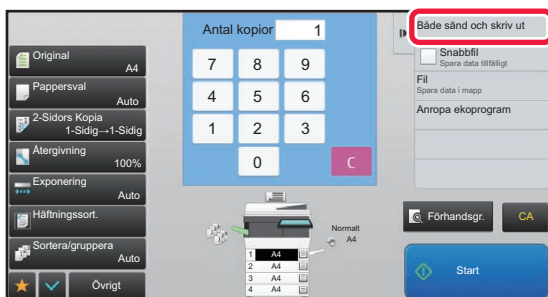 Antal kopior 1
Original
A4
Pappersval
Auto
2-Sidors Kopia
1-Sidig→1-Sidig
Återgivning
100%
Exponering
Auto
Häftningssort.
Sortera/gruppera
Auto
Övrigt
7 8 9
4 5 6
1 2 3
0 C
Normalt
A4
1 A4
2 A4
3 A4
4 A4
Både sänd och skriv ut
Snabbfil
Spara data tillfälligt
Fil
Spara data i mapp
Anropa ekoprogram
Förhandsgr.
CA
Start